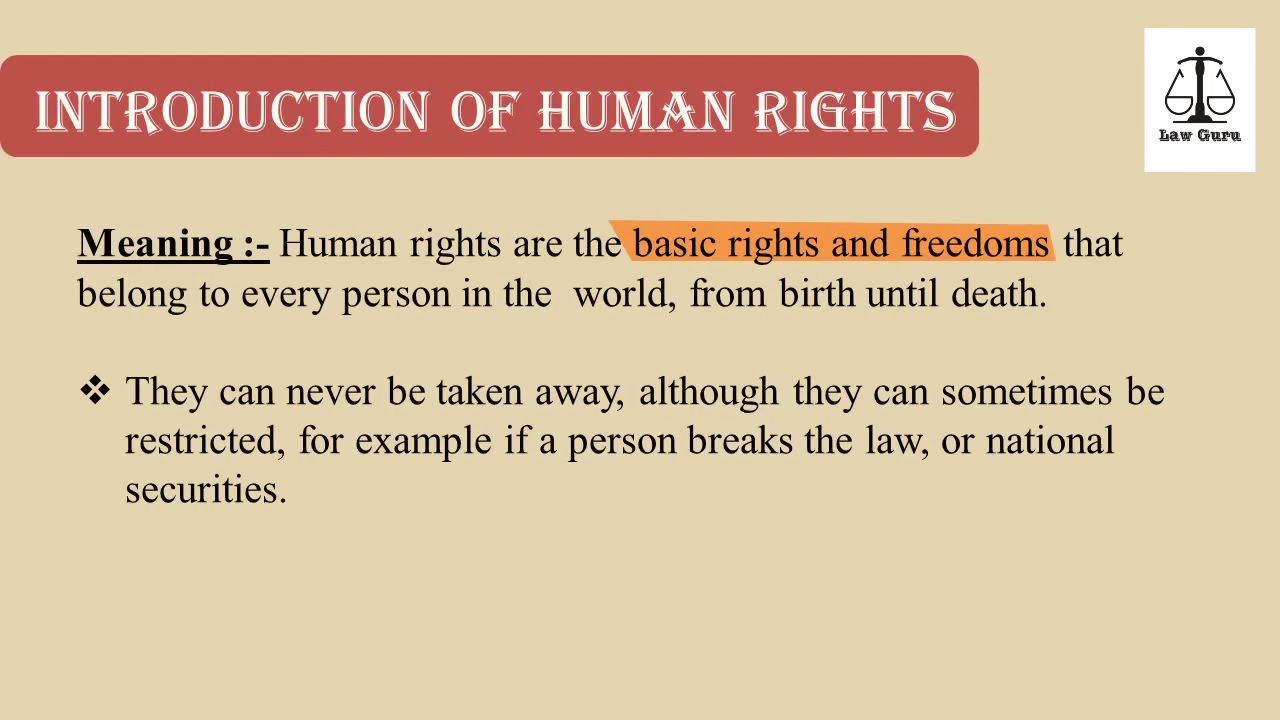 INTRODUCTION OF HUMAN RIGHTS
Law Guru
Meaning :- Human rights are the basic rights and freedoms that
belong to every person in the world, from birth until death.
❖ They can never be taken away, although they can sometimes be
restricted, for example if a person breaks the law, or national
securities.